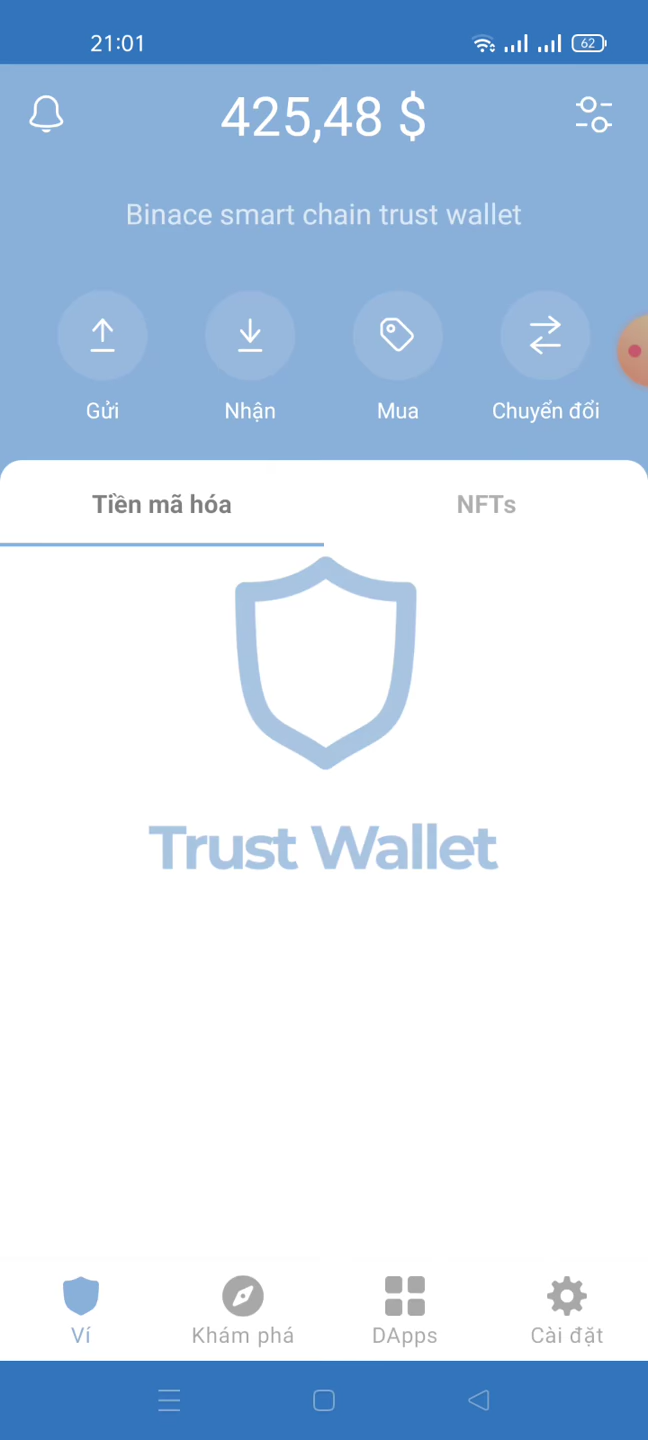 21:01
62
425,48 $
Binace smart chain trust wallet
Gửi
Nhận
Mua
Chuyển đổi
Tiền mã hóa
NFTs
Trust Wallet
Ví
Khám phá
DApps
Cài đặt